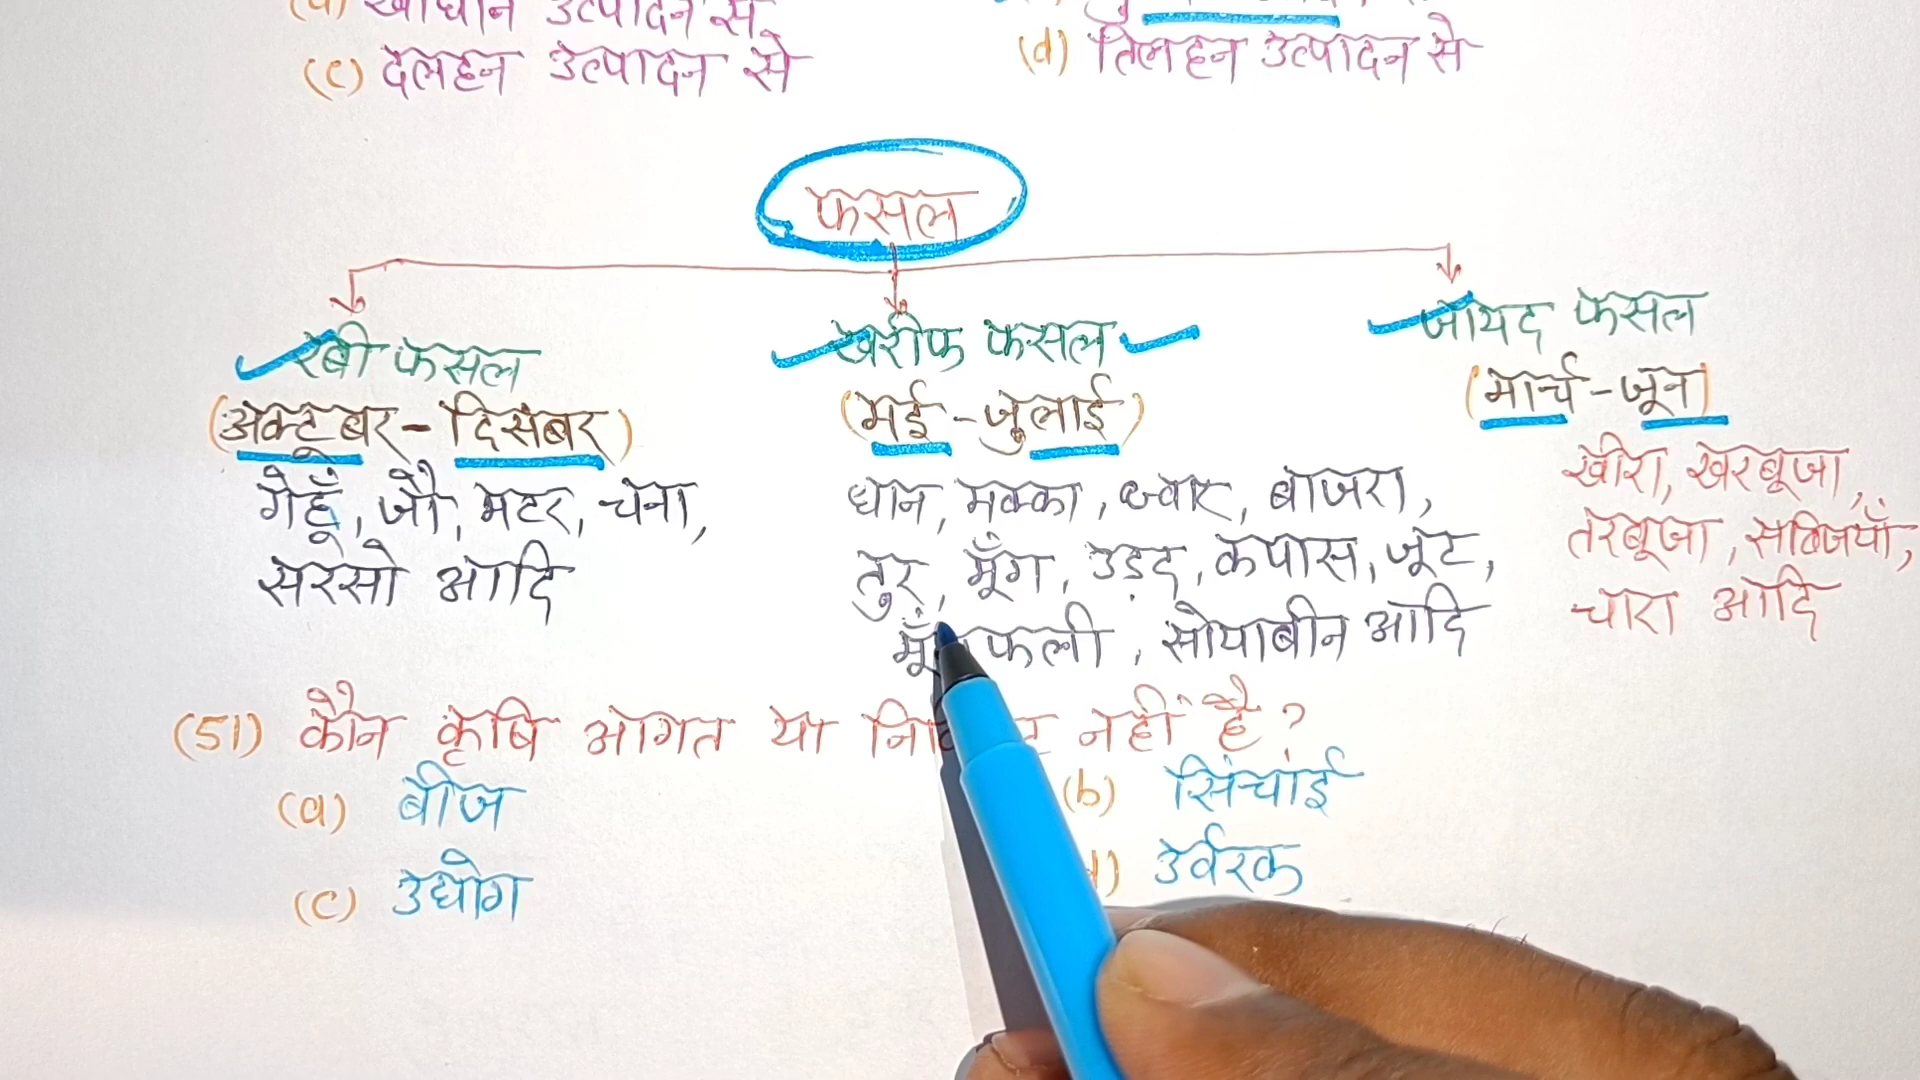 (c) दलहन उत्पादन से (d) तिलहन उत्पादन से
फसल
रबी फसल खरीफ फसल जायद फसल
(अक्टूबर-दिसंबर) (मई-जुलाई) (मार्च-जून)
गेहूँ, जौ, मटर, चना, धान, मक्का, ज्वार, बाजरा, खीरा, खरबूजा,
सरसो आदि तुर, मूँग, उड़द, कपास, जूट, तरबूजा, सब्जियाँ,
मूँगफली, सोयाबीन आदि चारा आदि
(51) कौन कृषि आगत या नहीं है?
(a) बीज (b) सिंचांई
(c) उद्योग (d) उर्वरक